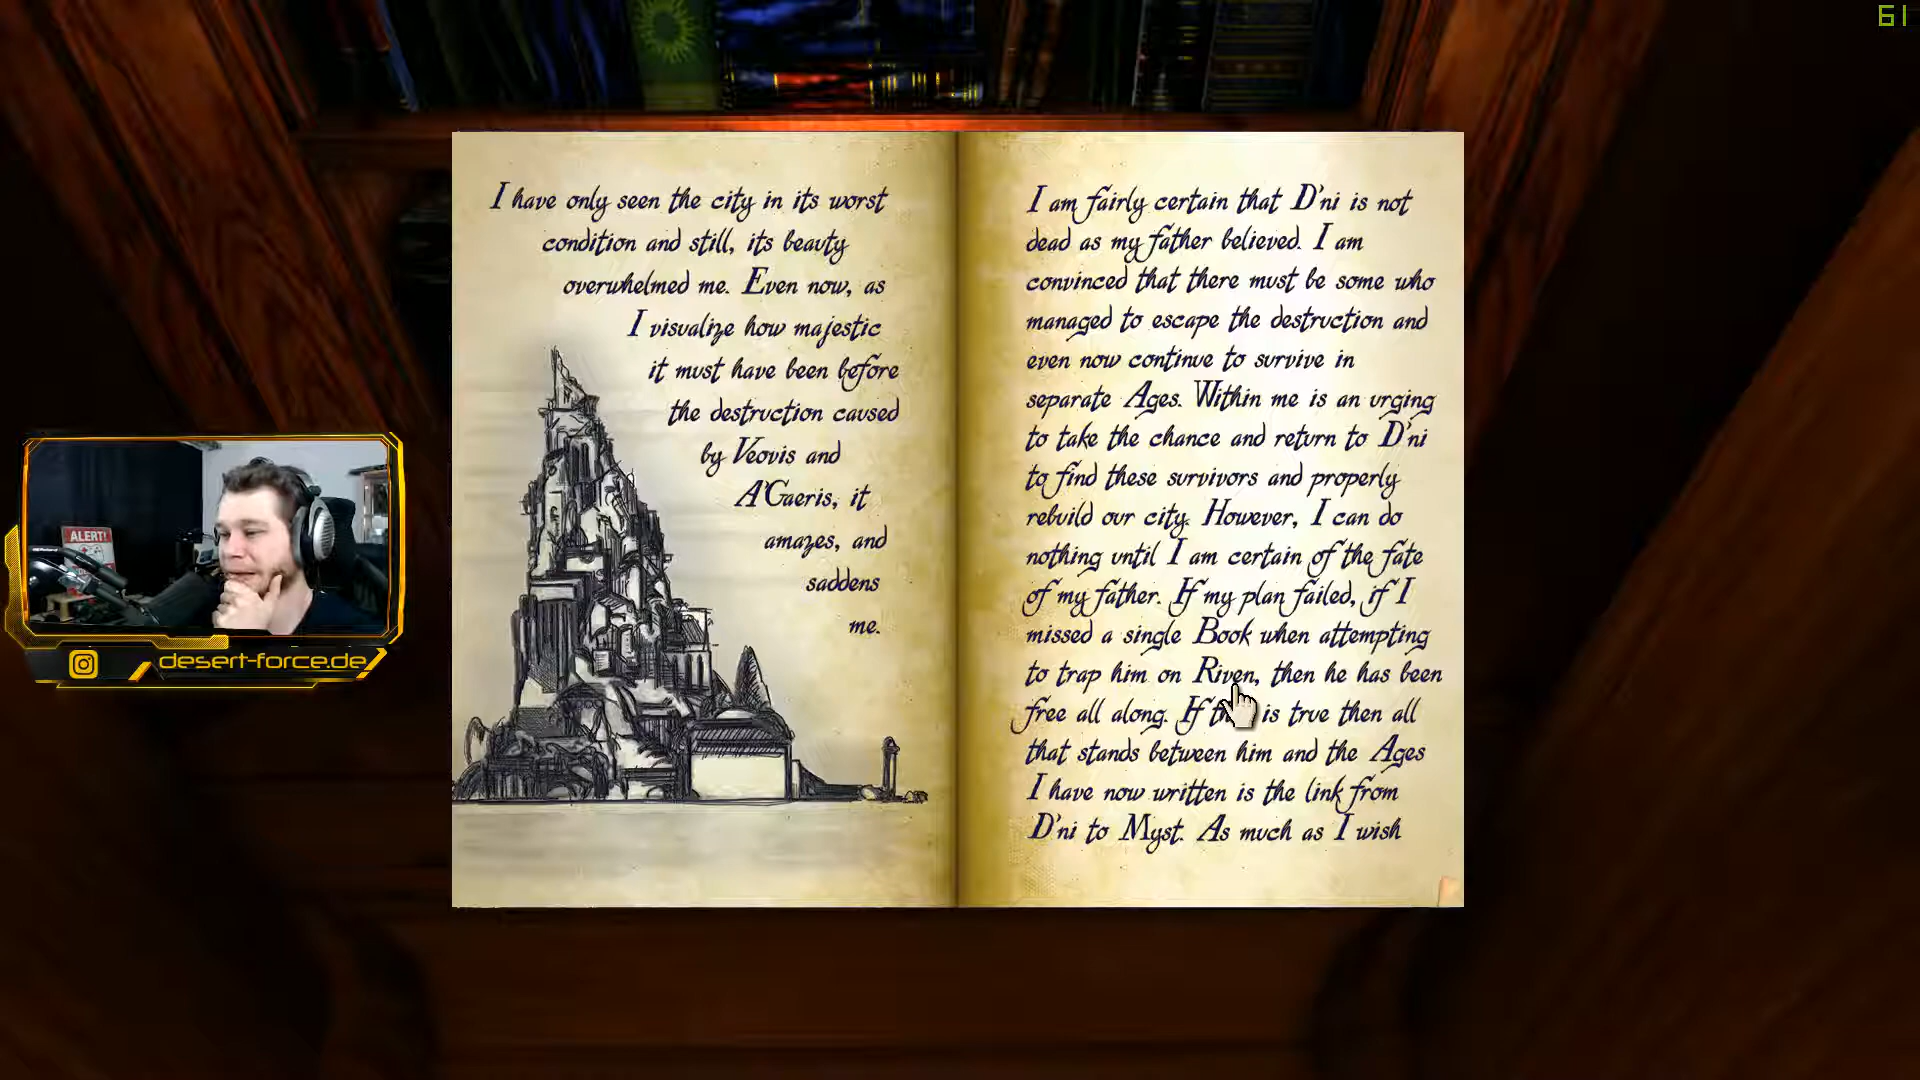 61
I have only seen the city in its worst
condition and still, its beauty
overwhelmed me. Even now, as
I visualize how majestic
it must have been before
the destruction caused
by Veovis and
A'Gaeris, it
amazes, and
saddens
me.
I am fairly certain that D'ni is not
dead as my father believed. I am
convinced that there must be some who
managed to escape the destruction and
even now continue to survive in
separate Ages. Within me is an urging
to take the chance and return to D'ni
to find these survivors and properly
rebuild our city. However, I can do
nothing until I am certain of the fate
of my father. If my plan failed, if I
missed a single Book when attempting
to trap him on Riven, then he has been
free all along. If is true then all
that stands between him and the Ages
I have now written is the link from
D'ni to Myst. As much as I wish
ALERT!
desert-force.de